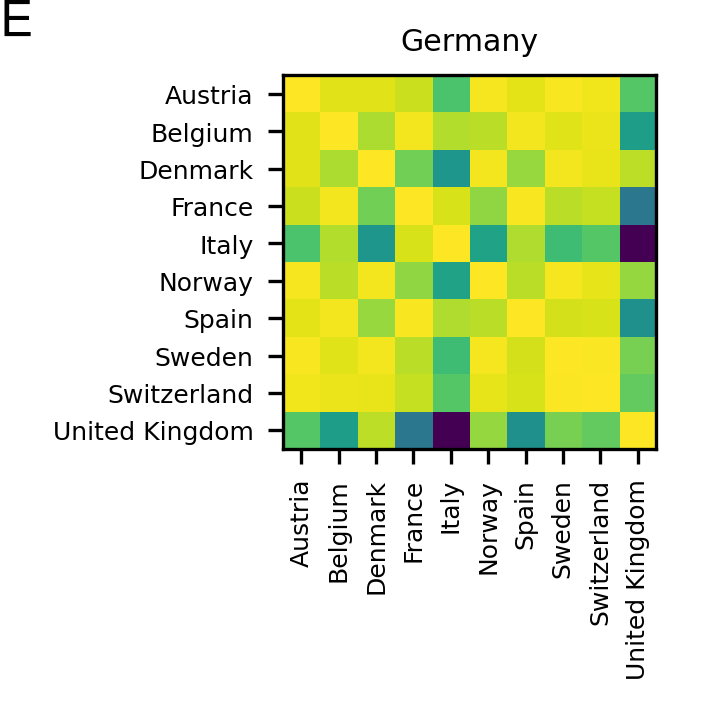 E
Germany
Austria
Belgium
Denmark
France
Italy
Norway
Spain
Sweden
Switzerland
United Kingdom
Austria
Belgium
Denmark
France
Italy
Norway
Spain
Sweden
Switzerland
United Kingdom